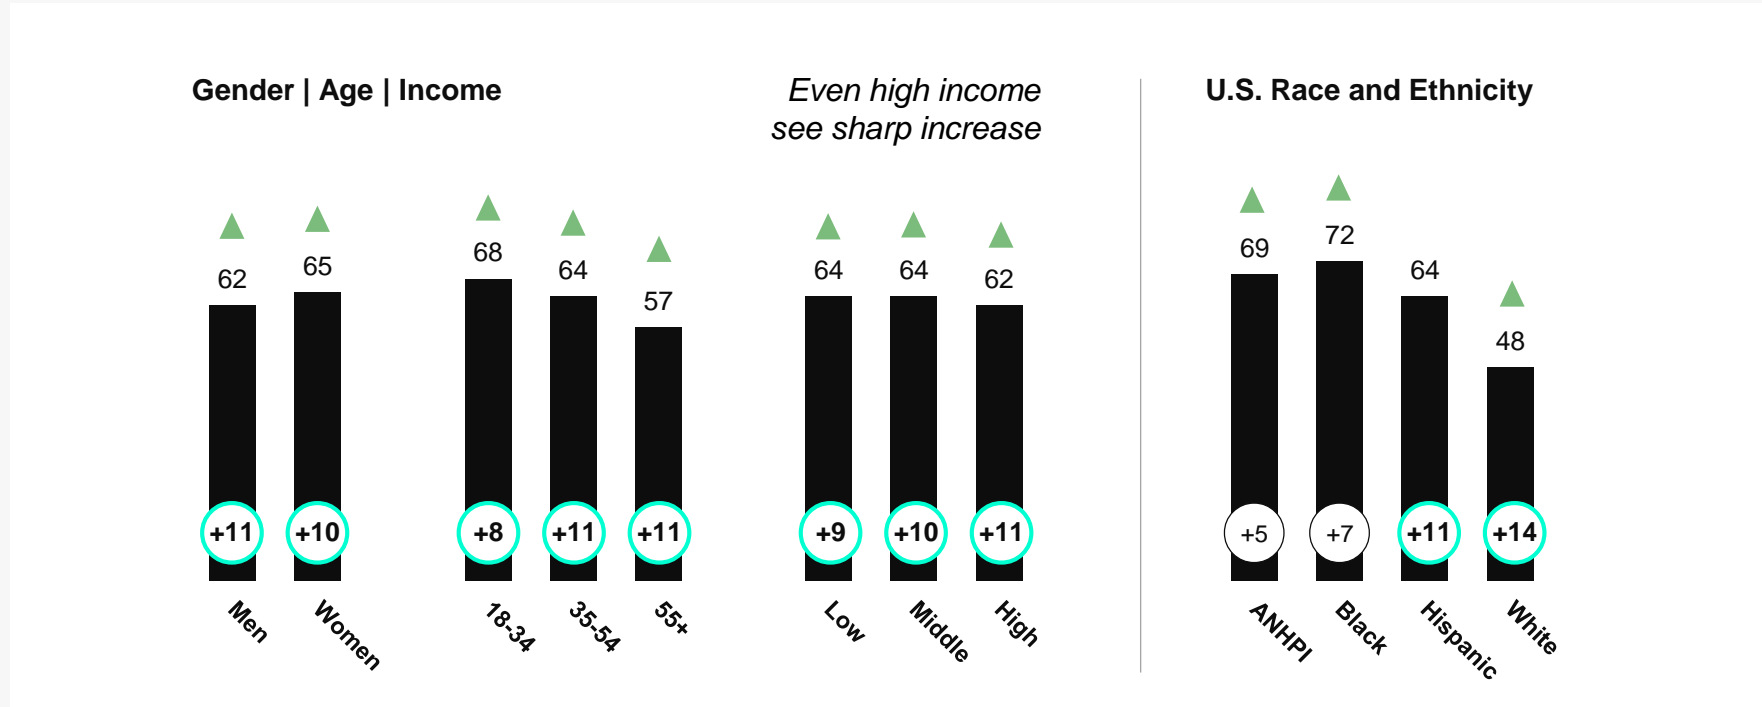 Gender | Age | Income
Even high income
see sharp increase
U.S. Race and Ethnicity
62 65 68 64 57 64 64 62 69 72 64 48
+11 +10 +8 +11 +11 +9 +10 +11 +5 +7 +11 +14
Men Women 18-34 35-54 55+ Low Middle High ANHPI Black Hispanic White